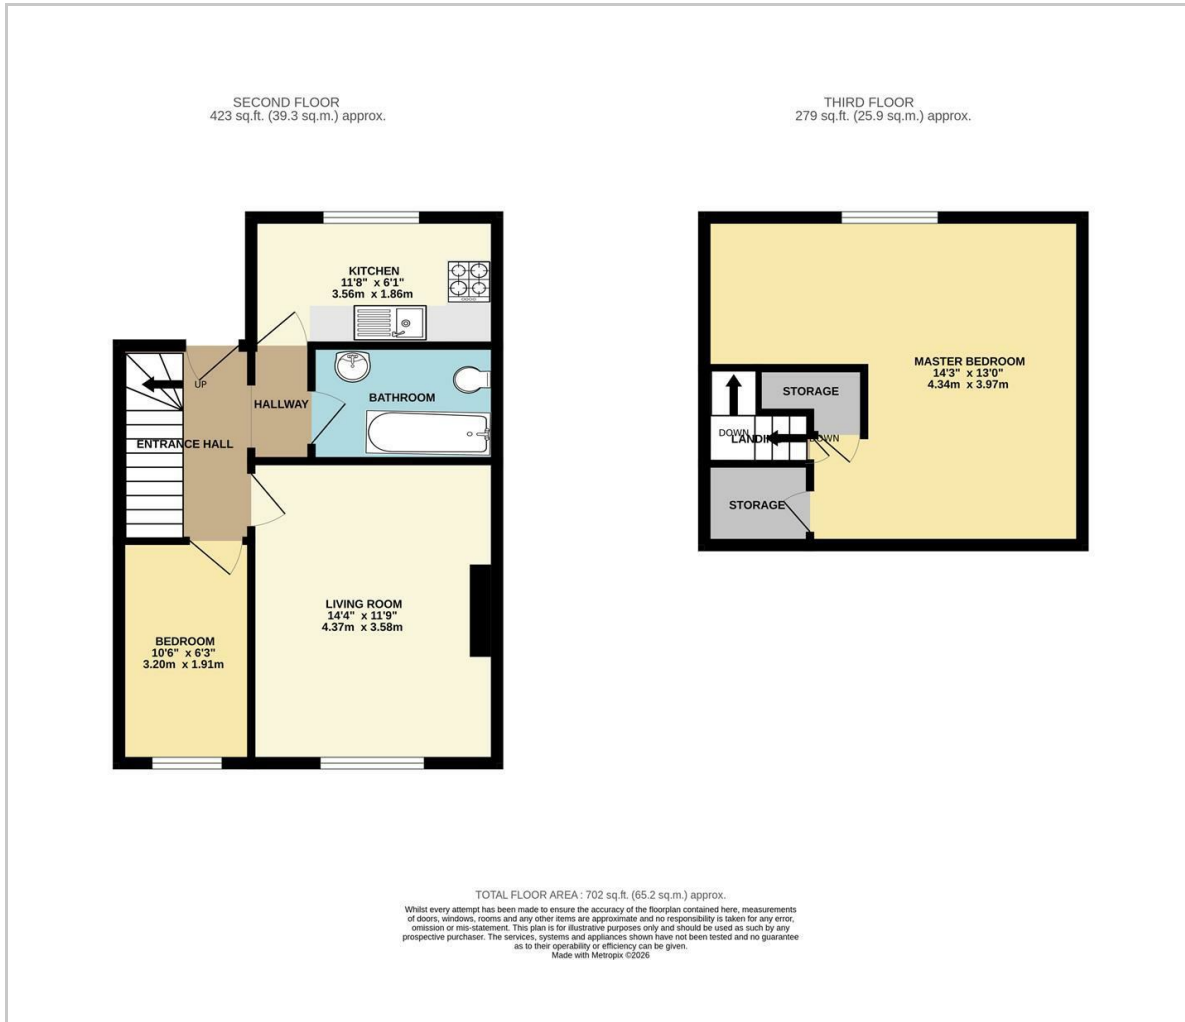 SECOND FLOOR
423 sq.ft. (39.3 sq.m.) approx.
THIRD FLOOR
279 sq.ft. (25.9 sq.m.) approx.
KITCHEN
11'8" x 6'1"
3.56m x 1.86m
UP
HALLWAY
BATHROOM
ENTRANCE HALL
LIVING ROOM
14'4" x 11'9"
4.37m x 3.58m
BEDROOM
10'6" x 6'3"
3.20m x 1.91m
MASTER BEDROOM
14'3" x 13'0"
4.34m x 3.97m
STORAGE
DOWN
DOWN
STORAGE
TOTAL FLOOR AREA : 702 sq.ft. (65.2 sq.m.) approx.
Whilst every attempt has been made to ensure the accuracy of the floorplan contained here, measurements
of doors, windows, rooms and any other items are approximate and no responsibility is taken for any error,
omission or mis-statement. This plan is for illustrative purposes only and should be used as such by any
prospective purchaser. The services, systems and appliances shown have not been tested and no guarantee
as to their operability or efficiency can be given.
Made with Metropix ©2026